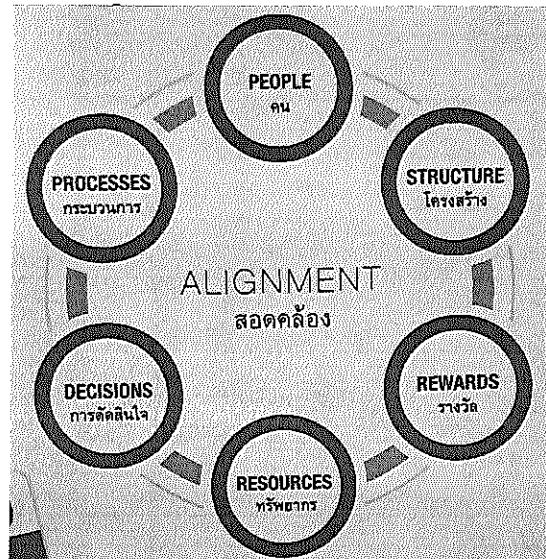 PEOPLE
คน
STRUCTURE
โครงสร้าง
REWARDS
รางวัล
RESOURCES
ทรัพยากร
DECISIONS
การตัดสินใจ
PROCESSES
กระบวนการ
ALIGNMENT
สอดคล้อง